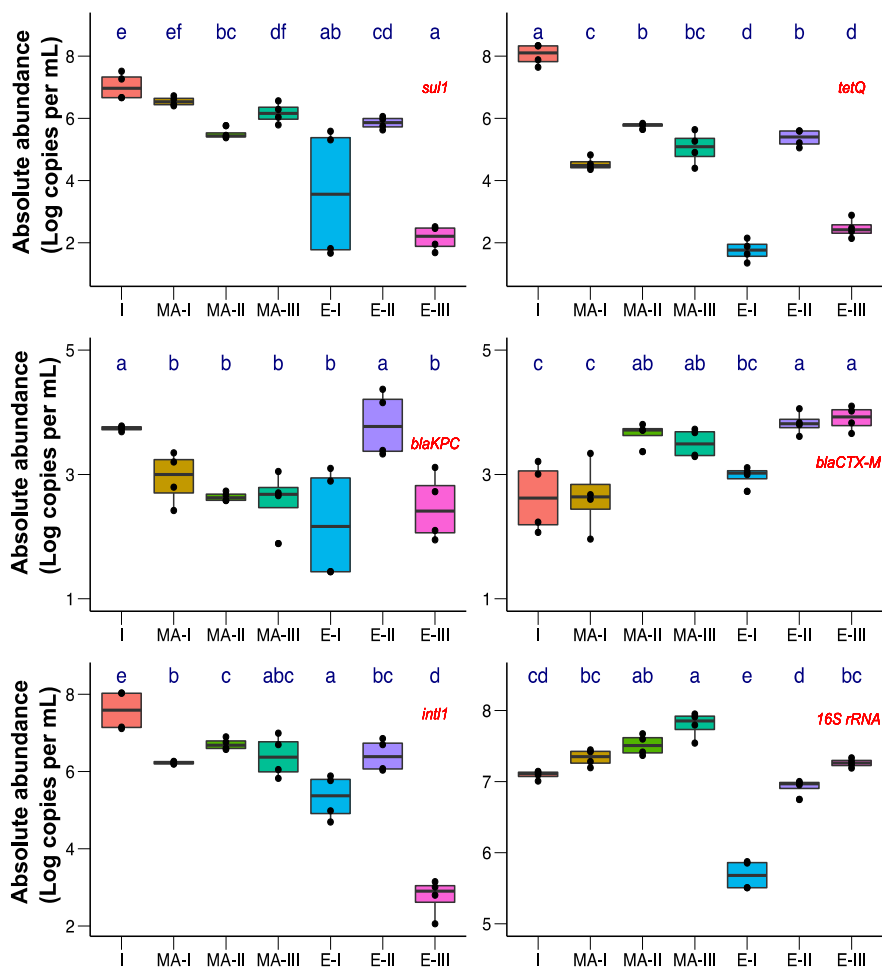 e ef bc df ab cd a
a c b bc d b d
sul1
tetQ
Absolute abundance
(Log copies per mL)
8
6
4
2
8
6
4
2
I MA-I MA-II MA-III E-I E-II E-III
I MA-I MA-II MA-III E-I E-II E-III
a b b b b a b
c c ab ab bc a a
blaKPC
blaCTX-M
Absolute abundance
(Log copies per mL)
5
3
1
5
3
1
I MA-I MA-II MA-III E-I E-II E-III
I MA-I MA-II MA-III E-I E-II E-III
e b c abc a bc d
cd bc ab a e d bc
intI1
16S rRNA
Absolute abundance
(Log copies per mL)
8
6
4
2
8
7
6
5
I MA-I MA-II MA-III E-I E-II E-III
I MA-I MA-II MA-III E-I E-II E-III